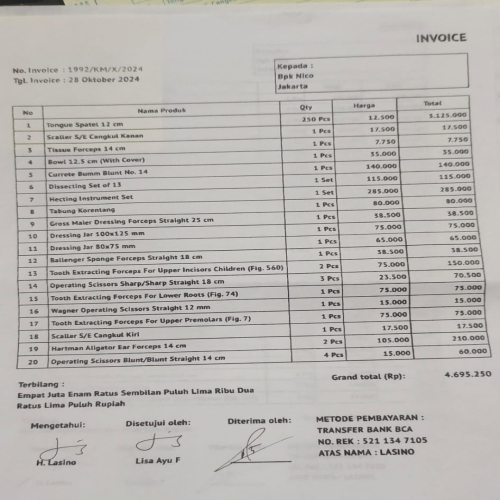 INVOICE
No. Invoice : 1992/KM/X/2024
Tgl. Invoice : 28 Oktober 2024
Kepada :
Bpk Nico
Jakarta
No Nama Produk Qty Harga Total
1 Tongue Spatel 12 cm 250 Pcs 12.500 3.125.000
2 Scaller S/E Cangkul Kanan 1 Pcs 17.500 17.500
3 Tissue Forceps 14 cm 1 Pcs 7.750 7.750
4 Bowl 12.5 cm (With Cover) 1 Pcs 35.000 35.000
5 Currete Bumm Blunt No. 14 1 Pcs 140.000 140.000
6 Dissecting Set of 13 1 Set 115.000 115.000
7 Hecting Instrument Set 1 Set 285.000 285.000
8 Tabung Korentang 1 Pcs 80.000 80.000
9 Gross Maier Dressing Forceps Straight 25 cm 1 Pcs 58.500 58.500
10 Dressing Jar 100x125 mm 1 Pcs 75.000 75.000
11 Dressing Jar 80x75 mm 1 Pcs 65.000 65.000
12 Ballenger Sponge Forceps Straight 18 cm 1 Pcs 38.500 38.500
13 Tooth Extracting Forceps For Upper Incisors Children (Fig. 560) 2 Pcs 75.000 150.000
14 Operating Scissors Sharp/Sharp Straight 18 cm 3 Pcs 23.500 70.500
15 Tooth Extracting Forceps For Lower Roots (Fig. 74) 1 Pcs 75.000 75.000
16 Wagner Operating Scissors Straight 12 mm 1 Pcs 15.000 15.000
17 Tooth Extracting Forceps For Upper Premolars (Fig. 7) 1 Pcs 75.000 75.000
18 Scaller S/E Cangkul Kiri 1 Pcs 17.500 17.500
19 Hartman Aligator Ear Forceps 14 cm 2 Pcs 105.000 210.000
20 Operating Scissors Blunt/Blunt Straight 14 cm 4 Pcs 15.000 60.000
Grand total (Rp): 4.695.250
Terbilang :
Empat Juta Enam Ratus Sembilan Puluh Lima Ribu Dua
Ratus Lima Puluh Rupiah
Mengetahui: Disetujui oleh: Diterima oleh:
H. Lasino Lisa Ayu F
METODE PEMBAYARAN :
TRANSFER BANK BCA
NO. REK : 521 134 7105
ATAS NAMA : LASINO